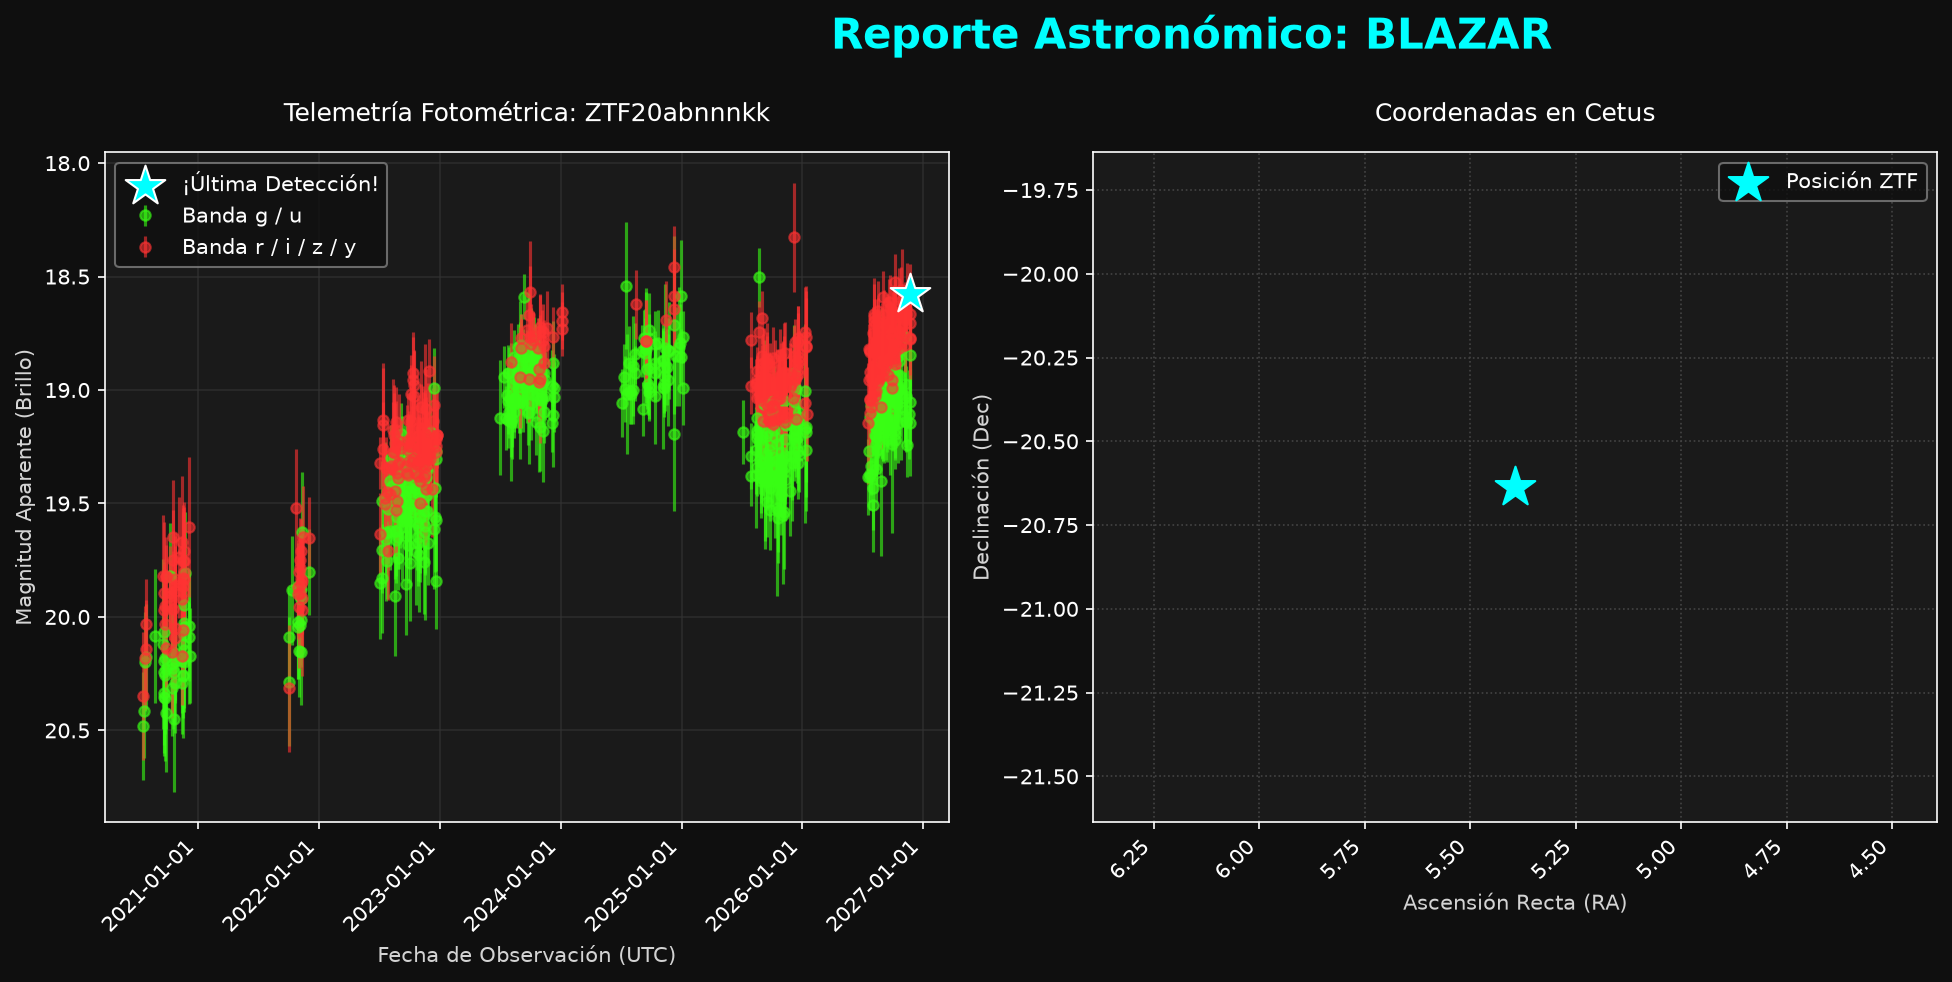 Reporte Astronómico: BLAZAR
Telemetría Fotométrica: ZTF20abnnnkk
¡Última Detección!
Banda g / u
Banda r / i / z / y
Magnitud Aparente (Brillo)
18.0
18.5
19.0
19.5
20.0
20.5
2021-01-01
2022-01-01
2023-01-01
2024-01-01
2025-01-01
2026-01-01
2027-01-01
Fecha de Observación (UTC)
Coordenadas en Cetus
Posición ZTF
Declinación (Dec)
−19.75
−20.00
−20.25
−20.50
−20.75
−21.00
−21.25
−21.50
6.25
6.00
5.75
5.50
5.25
5.00
4.75
4.50
Ascensión Recta (RA)